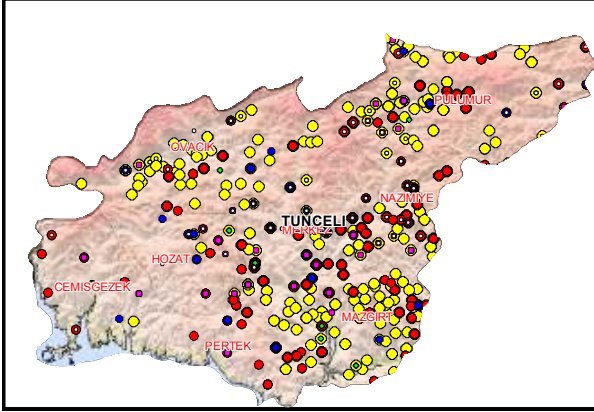 PULUMUR
OVACIK
NAZIMIYE
TUNCELI
MERKEZ
HOZAT
CEMISGEZEK
MAZGIRT
PERTEK